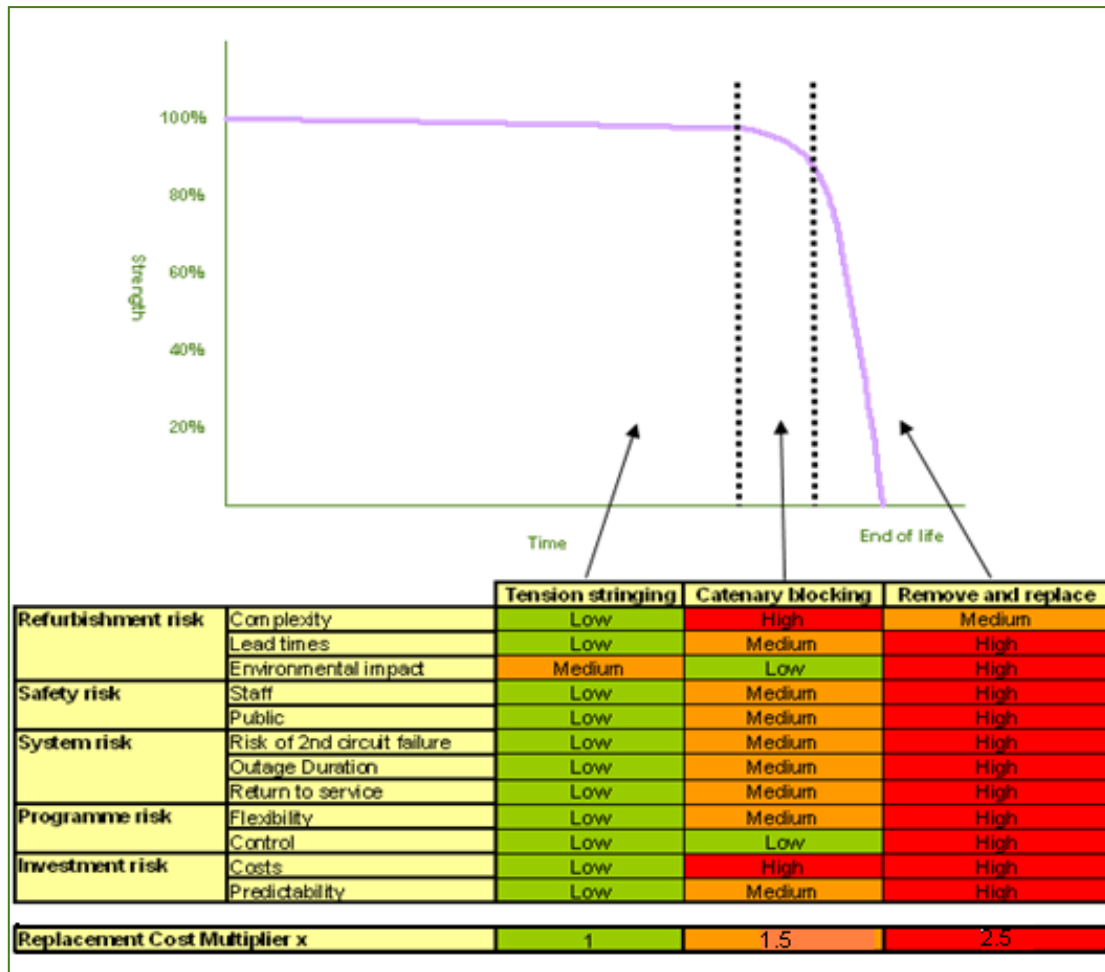 100%
80%
Strength
60%
40%
20%
Time
End of life
Tension stringing Catenary blocking Remove and replace
Refurbishment risk Complexity Low High Medium
Lead times Low Medium High
Environmental impact Medium Low High
Safety risk Staff Low Medium High
Public Low Medium High
System risk Risk of 2nd circuit failure Low Medium High
Outage Duration Low Medium High
Return to service Low Medium High
Programme risk Flexibility Low Medium High
Control Low Low High
Investment risk Costs Low High High
Predictability Low Medium High
Replacement Cost Multiplier x 1 1.5 2.5